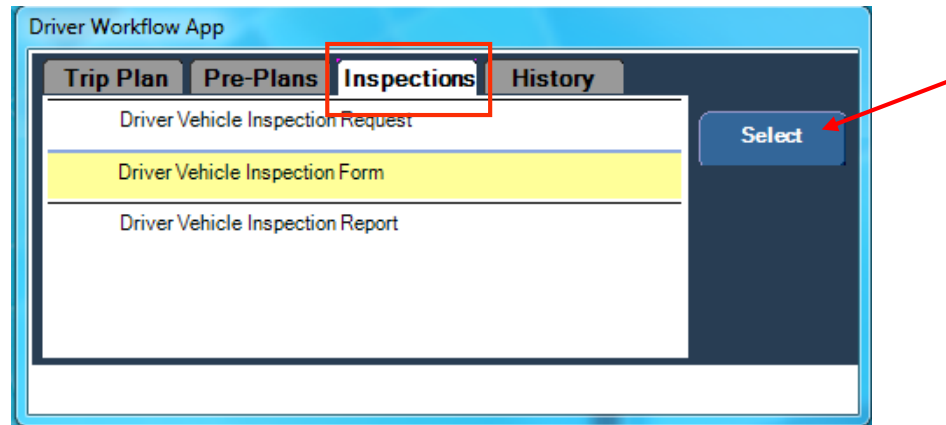 Driver Workflow App
Trip Plan Pre-Plans Inspections History
Driver Vehicle Inspection Request
Select
Driver Vehicle Inspection Form
Driver Vehicle Inspection Report